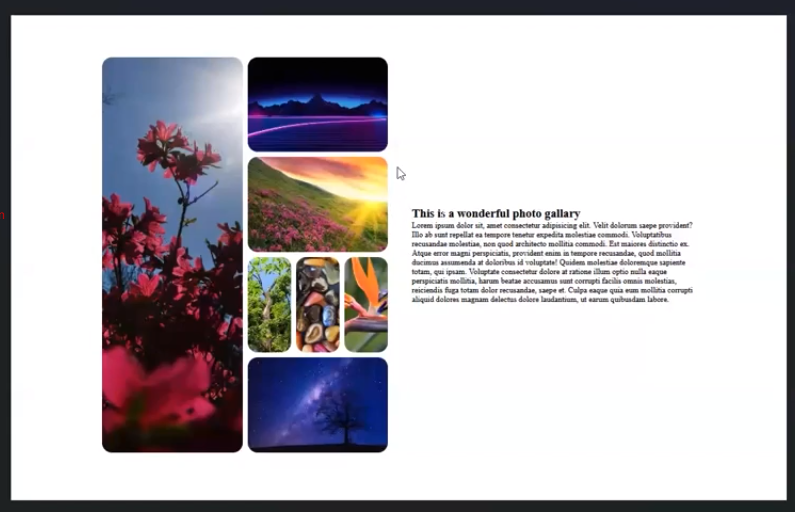 n
This is a wonderful photo gallary
Lorem ipsum dolor sit, amet consectetur adipisicing elit. Velit dolorum saepe provident?
Illo ab sunt repellat ea tempore tenetur expedita molestiae commodi. Voluptatibus
recusandae molestias, non quod architecto mollitia commodi. Est maiores distinctio ex.
Atque error magni perspiciatis, provident enim in tempore recusandae, quod mollitia
ducimus assumenda at doloribus id voluptate! Quidem molestiae doloremque sapiente
totam, qui ipsam. Voluptate consectetur dolore at ratione illum optio nulla eaque
perspiciatis mollitia, harum beatae accusamus sunt corrupti facilis omnis molestias,
reiciendis fuga totam dolor recusandae, saepe et. Culpa eaque quia eum mollitia corrupti
aliquid dolores magnam delectus dolore laudantium, ut earum quibusdam labore.